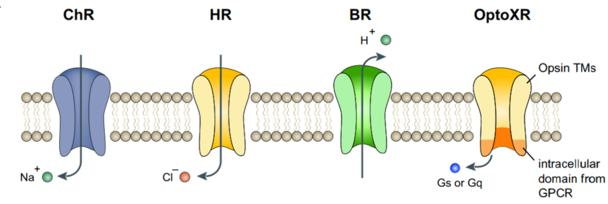 ChR HR BR OptoXR
H+
Opsin TMs
Na+ Cl− Gs or Gq
intracellular
domain from
GPCR